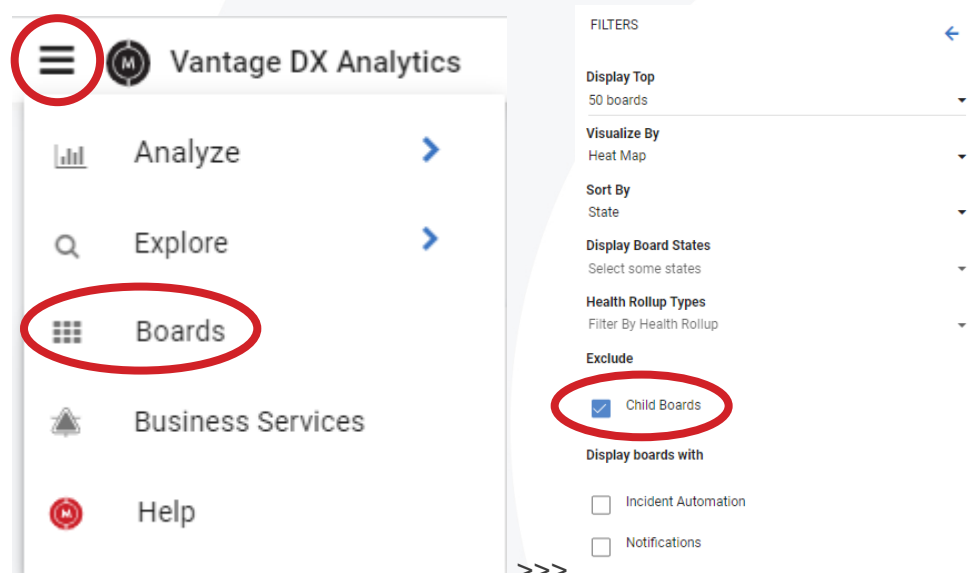 Vantage DX Analytics
Analyze
Explore
Boards
Business Services
Help
>>>
FILTERS
Display Top
50 boards
Visualize By
Heat Map
Sort By
State
Display Board States
Select some states
Health Rollup Types
Filter By Health Rollup
Exclude
Child Boards
Display boards with
Incident Automation
Notifications